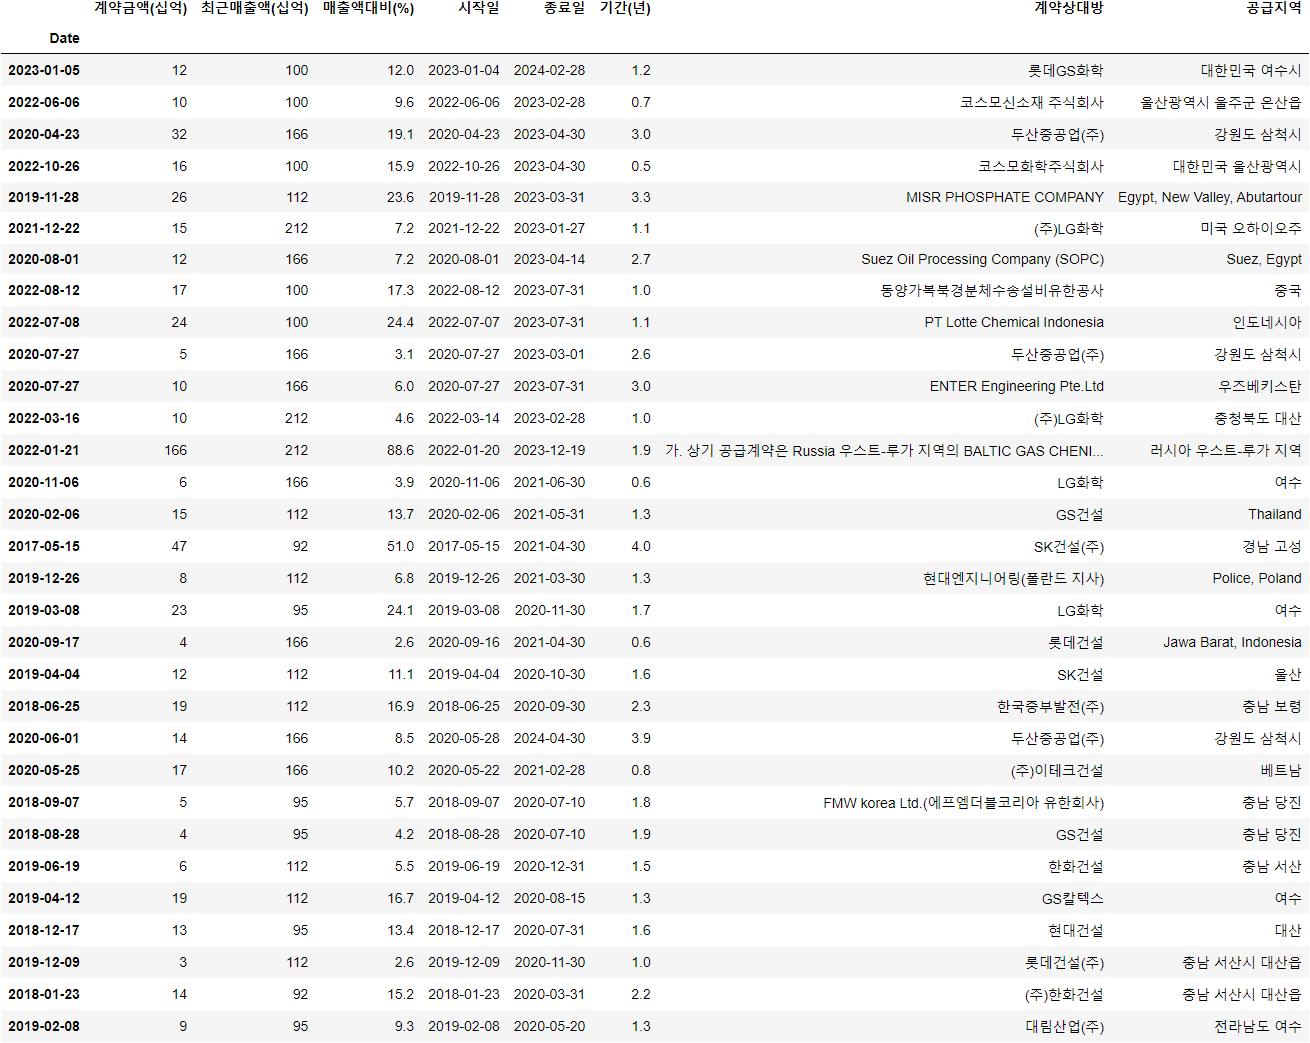 계약금액(십억) 최근매출액(십억) 매출액대비(%) 시작일 종료일 기간(년) 계약상대방 공급지역
Date
2023-01-05 12 100 12.0 2023-01-04 2024-02-28 1.2 롯데GS화학 대한민국 여수시
2022-06-06 10 100 9.6 2022-06-06 2023-02-28 0.7 코스모신소재 주식회사 울산광역시 울주군 온산읍
2020-04-23 32 166 19.1 2020-04-23 2023-04-30 3.0 두산중공업(주) 강원도 삼척시
2022-10-26 16 100 15.9 2022-10-26 2023-04-30 0.5 코스모화학주식회사 대한민국 울산광역시
2019-11-28 26 112 23.6 2019-11-28 2023-03-31 3.3 MISR PHOSPHATE COMPANY Egypt, New Valley, Abutartour
2021-12-22 15 212 7.2 2021-12-22 2023-01-27 1.1 (주)LG화학 미국 오하이오주
2020-08-01 12 166 7.2 2020-08-01 2023-04-14 2.7 Suez Oil Processing Company (SOPC) Suez, Egypt
2022-08-12 17 100 17.3 2022-08-12 2023-07-31 1.0 동양가복북경분체수송설비유한공사 중국
2022-07-08 24 100 24.4 2022-07-07 2023-07-31 1.1 PT Lotte Chemical Indonesia 인도네시아
2020-07-27 5 166 3.1 2020-07-27 2023-03-01 2.6 두산중공업(주) 강원도 삼척시
2020-07-27 10 166 6.0 2020-07-27 2023-07-31 3.0 ENTER Engineering Pte.Ltd 우즈베키스탄
2022-03-16 10 212 4.6 2022-03-14 2023-02-28 1.0 (주)LG화학 충청북도 대산
2022-01-21 166 212 88.6 2022-01-20 2023-12-19 1.9 가. 상기 공급계약은 Russia 우스트-루가 지역의 BALTIC GAS CHENI... 러시아 우스트-루가 지역
2020-11-06 6 166 3.9 2020-11-06 2021-06-30 0.6 LG화학 여수
2020-02-06 15 112 13.7 2020-02-06 2021-05-31 1.3 GS건설 Thailand
2017-05-15 47 92 51.0 2017-05-15 2021-04-30 4.0 SK건설(주) 경남 고성
2019-12-26 8 112 6.8 2019-12-26 2021-03-30 1.3 현대엔지니어링(폴란드 지사) Police, Poland
2019-03-08 23 95 24.1 2019-03-08 2020-11-30 1.7 LG화학 여수
2020-09-17 4 166 2.6 2020-09-16 2021-04-30 0.6 롯데건설 Jawa Barat, Indonesia
2019-04-04 12 112 11.1 2019-04-04 2020-10-30 1.6 SK건설 울산
2018-06-25 19 112 16.9 2018-06-25 2020-09-30 2.3 한국중부발전(주) 충남 보령
2020-06-01 14 166 8.5 2020-05-28 2024-04-30 3.9 두산중공업(주) 강원도 삼척시
2020-05-25 17 166 10.2 2020-05-22 2021-02-28 0.8 (주)이테크건설 베트남
2018-09-07 5 95 5.7 2018-09-07 2020-07-10 1.8 FMW korea Ltd.(에프엠더블코리아 유한회사) 충남 당진
2018-08-28 4 95 4.2 2018-08-28 2020-07-10 1.9 GS건설 충남 당진
2019-06-19 6 112 5.5 2019-06-19 2020-12-31 1.5 한화건설 충남 서산
2019-04-12 19 112 16.7 2019-04-12 2020-08-15 1.3 GS칼텍스 여수
2018-12-17 13 95 13.4 2018-12-17 2020-07-31 1.6 현대건설 대산
2019-12-09 3 112 2.6 2019-12-09 2020-11-30 1.0 롯데건설(주) 충남 서산시 대산읍
2018-01-23 14 92 15.2 2018-01-23 2020-03-31 2.2 (주)한화건설 충남 서산시 대산읍
2019-02-08 9 95 9.3 2019-02-08 2020-05-20 1.3 대림산업(주) 전라남도 여수